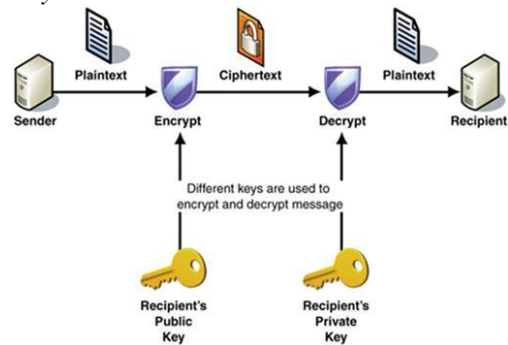 Plaintext
Ciphertext
Plaintext
Sender
Encrypt
Decrypt
Recipient
Different keys are used to
encrypt and decrypt message
Recipient's
Public
Key
Recipient's
Private
Key